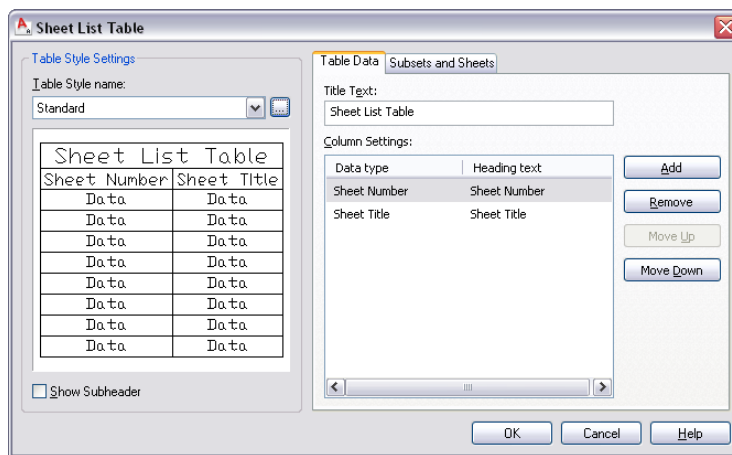 Sheet List Table
Table Style Settings
Table Style name:
Standard
...
Sheet List Table
Sheet Number Sheet Title
Data Data
Data Data
Data Data
Data Data
Data Data
Data Data
Data Data
Data Data
Show Subheader
Table Data Subsets and Sheets
Title Text:
Sheet List Table
Column Settings:
Data type Heading text
Sheet Number Sheet Number
Sheet Title Sheet Title
Add
Remove
Move Up
Move Down
OK Cancel Help